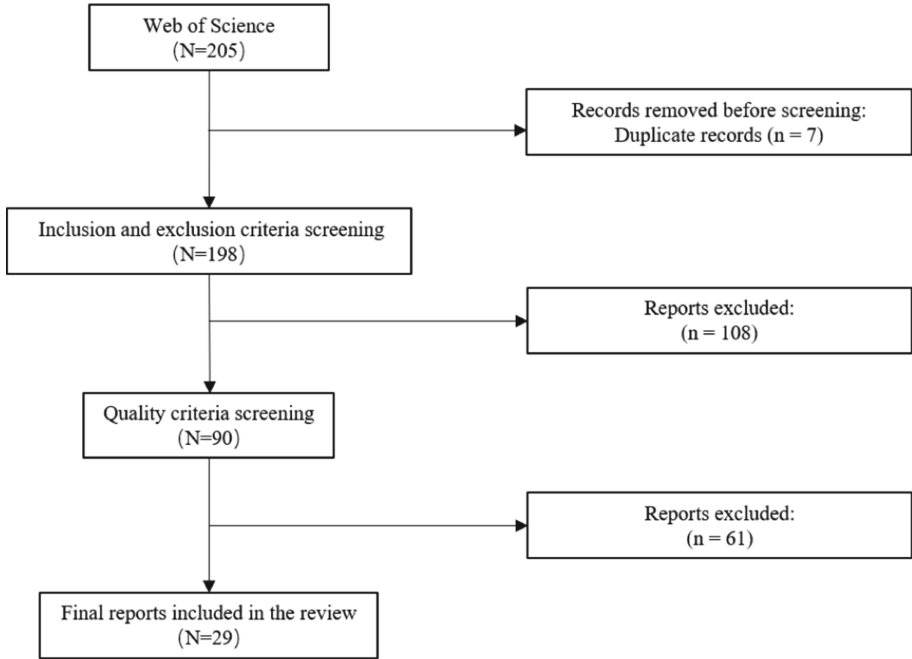 Web of Science
(N=205)
Records removed before screening:
Duplicate records (n = 7)
Inclusion and exclusion criteria screening
(N=198)
Reports excluded:
(n = 108)
Quality criteria screening
(N=90)
Reports excluded:
(n = 61)
Final reports included in the review
(N=29)